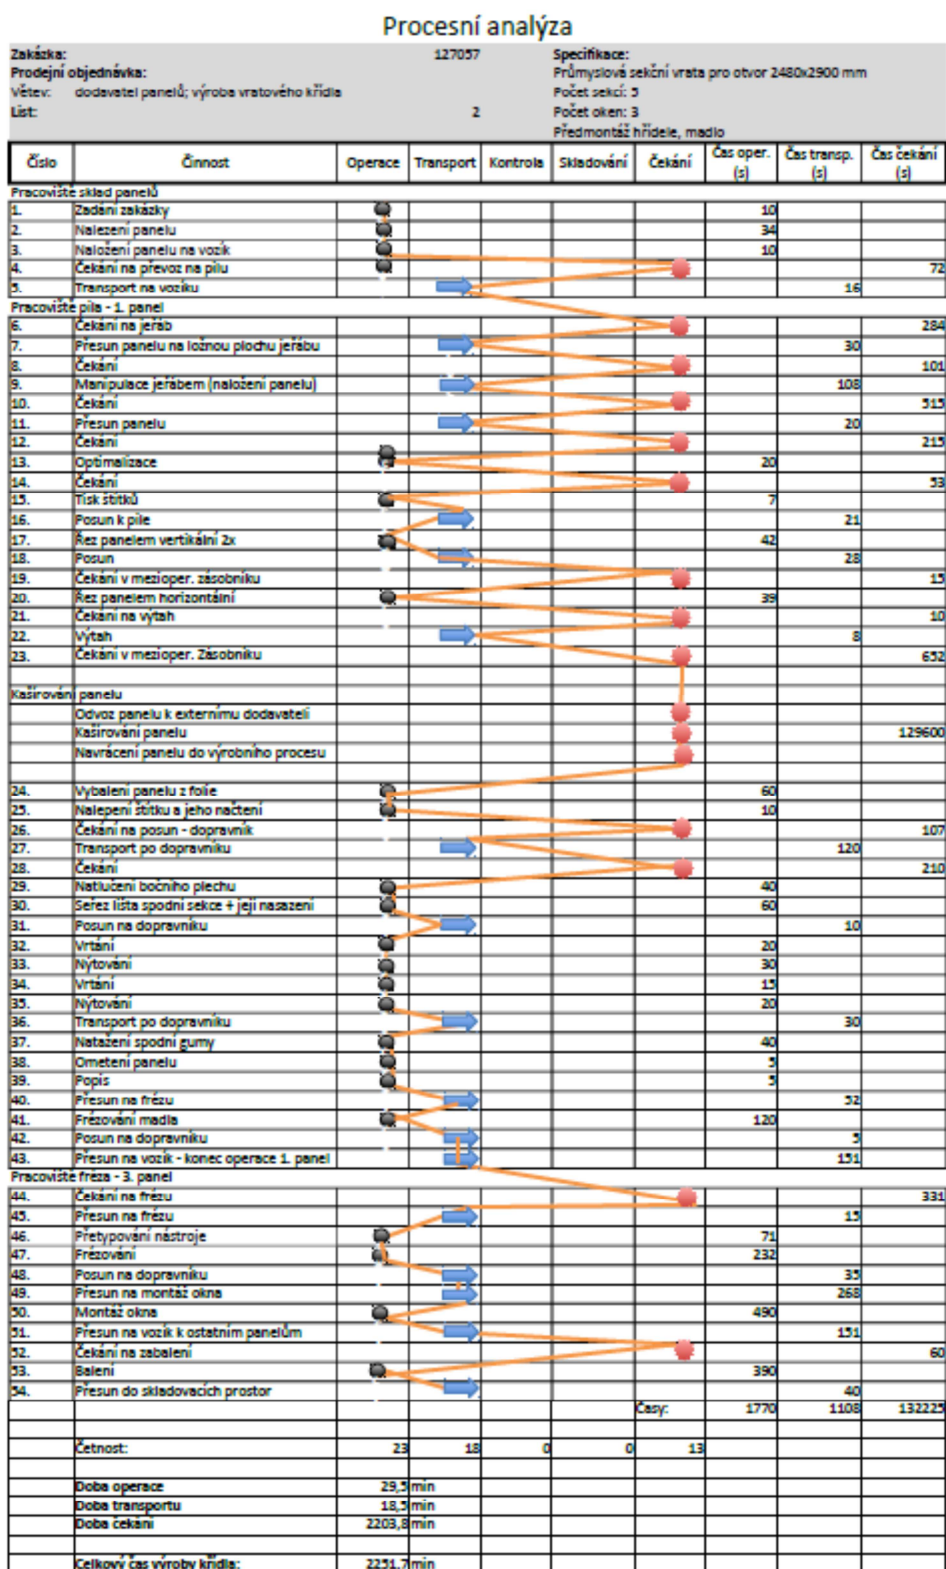 Procesní analýza
Zakázka: 127057 Specifikace:
Prodejní objednávka: Průmyslová sekční vrata pro otvor 2480x2900 mm
Větev: dodavatel panelů; výroba vratového křídla Počet sekcí: 5
List: 2 Počet oken: 3
Předmontáž hřídele, madlo
Číslo Činnost Operace Transport Kontrola Skladování Čekání Čas oper. (s) Čas transp. (s) Čas čekání (s)
Pracoviště sklad panelů
1. Zadání zakázky 10
2. Nalezení panelu 34
3. Naložení panelu na vozík 10
4. Čekání na převoz na pilu 72
5. Transport na vozíku 16
Pracoviště pila - 1. panel
6. Čekání na jeřáb 284
7. Přesun panelu na ložnou plochu jeřábu 30
8. Čekání 101
9. Manipulace jeřábem (naložení panelu) 108
10. Čekání 515
11. Přesun panelu 20
12. Čekání 215
13. Optimalizace 20
14. Čekání 53
15. Tisk štítků 7
16. Posun k pile 21
17. Řez panelem vertikální 2x 42
18. Posun 28
19. Čekání v mezioper. zásobníku 15
20. Řez panelem horizontální 39
21. Čekání na výtah 10
22. Výtah 8
23. Čekání v mezioper. Zásobníku 652
Kašírování panelu
Odvoz panelu k externímu dodavateli
Kašírování panelu 129600
Navrácení panelu do výrobního procesu
24. Vybalení panelu z folie 60
25. Nalepení štítku a jeho načtení 10
26. Čekání na posun - dopravník 107
27. Transport po dopravníku 120
28. Čekání 210
29. Natlučení bočního plechu 40
30. Seřez lišta spodní sekce + její nasazení 60
31. Posun na dopravníku 10
32. Vrtání 20
33. Nýtování 30
34. Vrtání 15
35. Nýtování 20
36. Transport po dopravníku 30
37. Natažení spodní gumy 40
38. Ometení panelu 5
39. Popis 5
40. Přesun na frézu 52
41. Frézování madla 120
42. Posun na dopravníku 5
43. Přesun na vozík - konec operace 1. panel 151
Pracoviště fréza - 3. panel
44. Čekání na frézu 331
45. Přesun na frézu 15
46. Přetypování nástroje 71
47. Frézování 232
48. Posun na dopravníku 35
49. Přesun na montáž okna 268
50. Montáž okna 490
51. Přesun na vozík k ostatním panelům 151
52. Čekání na zabalení 60
53. Balení 390
54. Přesun do skladovacích prostor 40
Časy: 1770 1108 132225
Četnost: 23 18 0 0 13
Doba operace 29,5 min
Doba transportu 18,5 min
Doba čekání 2203,8 min
Celkový čas výroby křídla: 2251,7 min